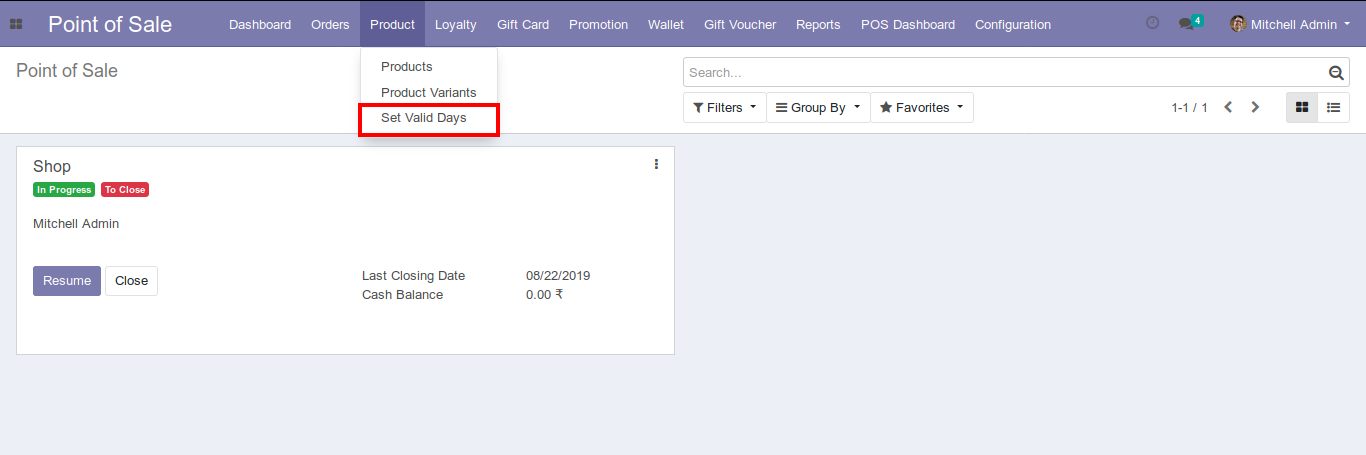 Point of Sale Dashboard Orders Product Loyalty Gift Card Promotion Wallet Gift Voucher Reports POS Dashboard Configuration 4 Mitchell Admin
Point of Sale
Products
Product Variants
Set Valid Days
Search...
Filters Group By Favorites 1-1 / 1
Shop
In Progress To Close
Mitchell Admin
Resume Close
Last Closing Date 08/22/2019
Cash Balance 0.00 ₹